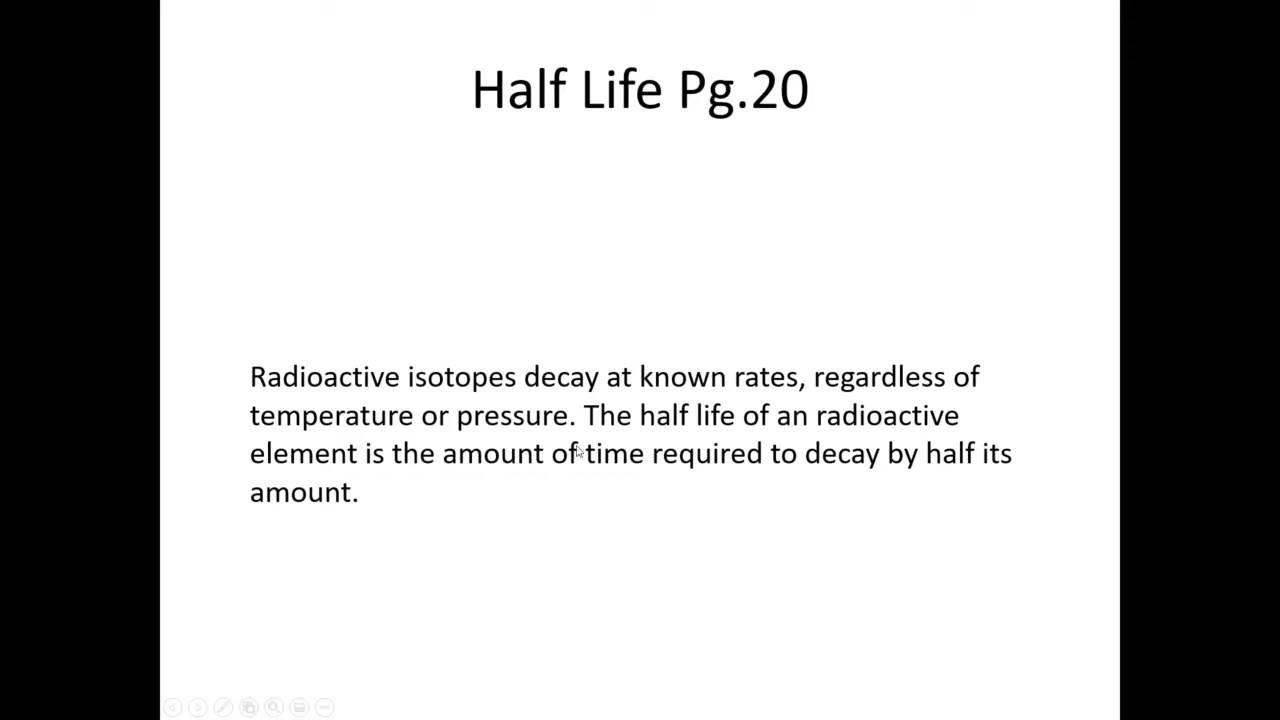 Half Life Pg.20
Radioactive isotopes decay at known rates, regardless of
temperature or pressure. The half life of an radioactive
element is the amount of time required to decay by half its
amount.